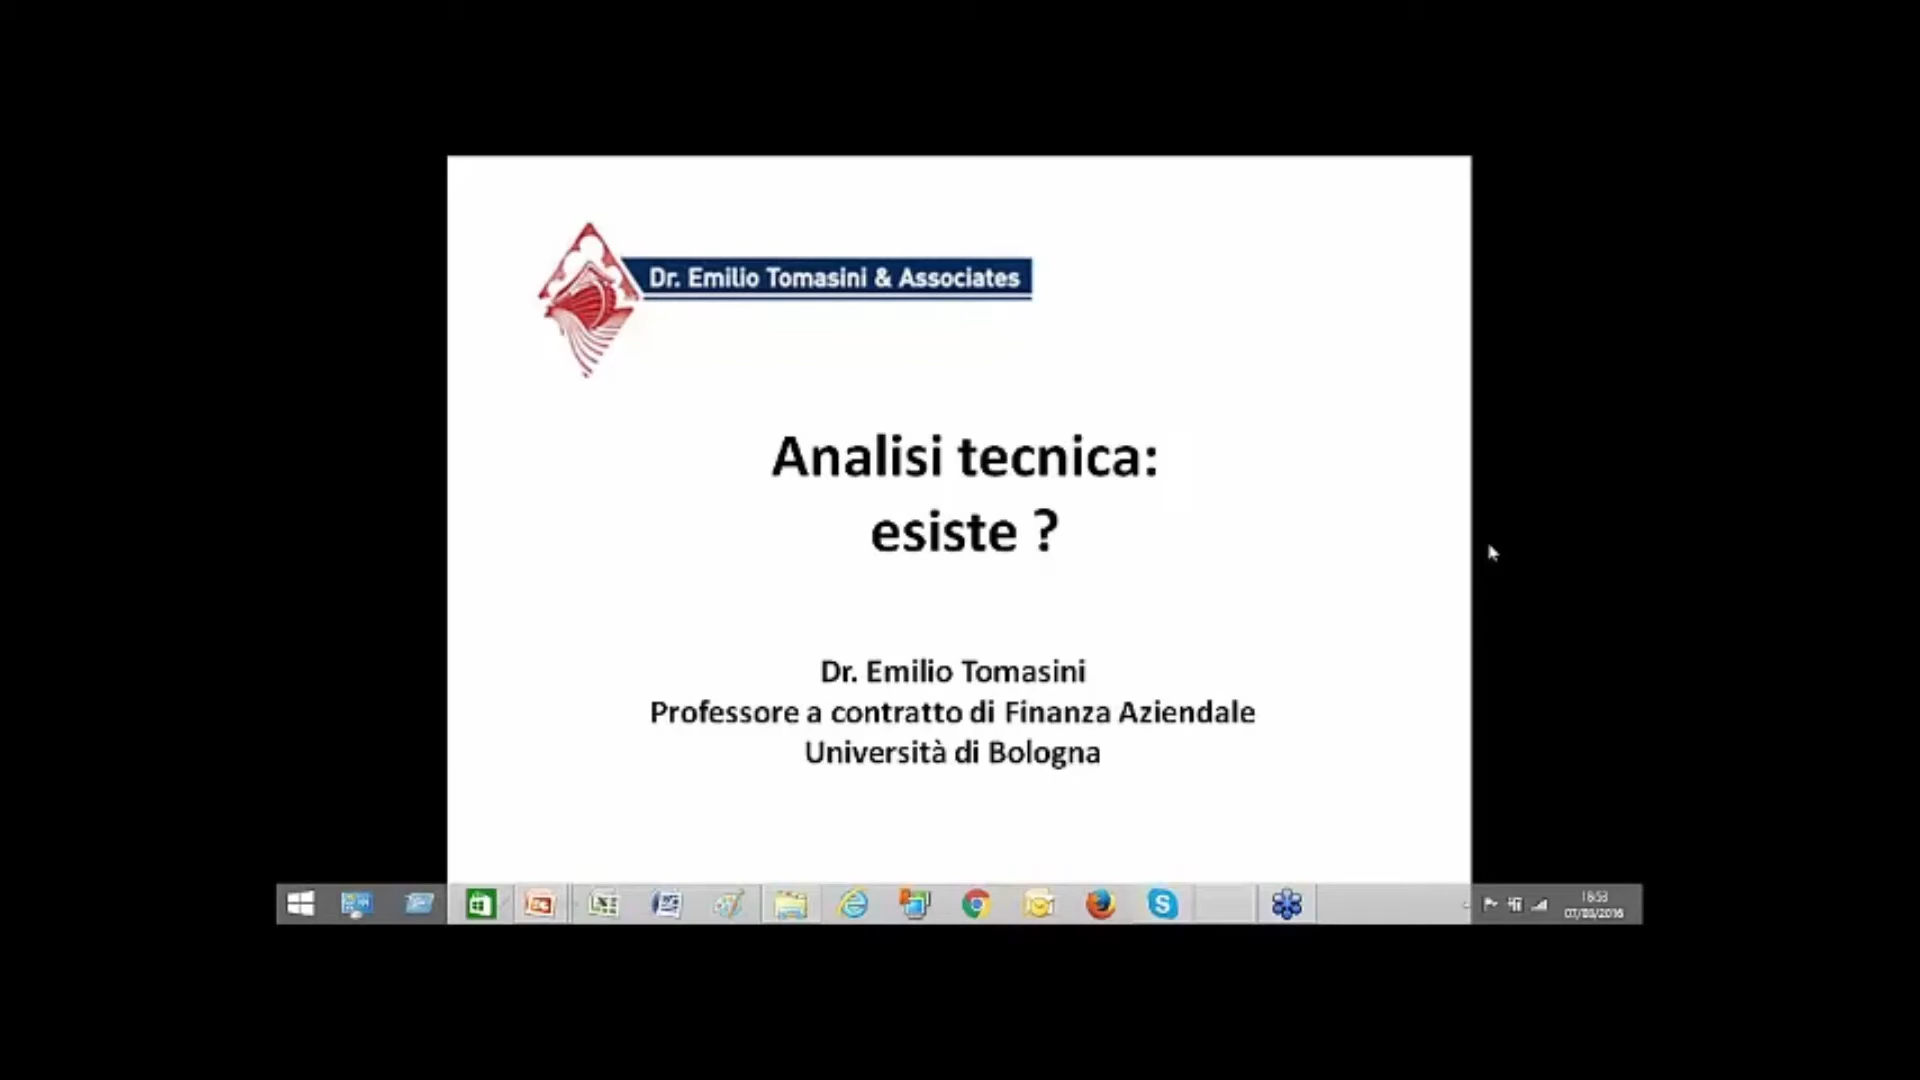 Dr. Emilio Tomasini & Associates
Analisi tecnica:
esiste ?
Dr. Emilio Tomasini
Professore a contratto di Finanza Aziendale
Università di Bologna